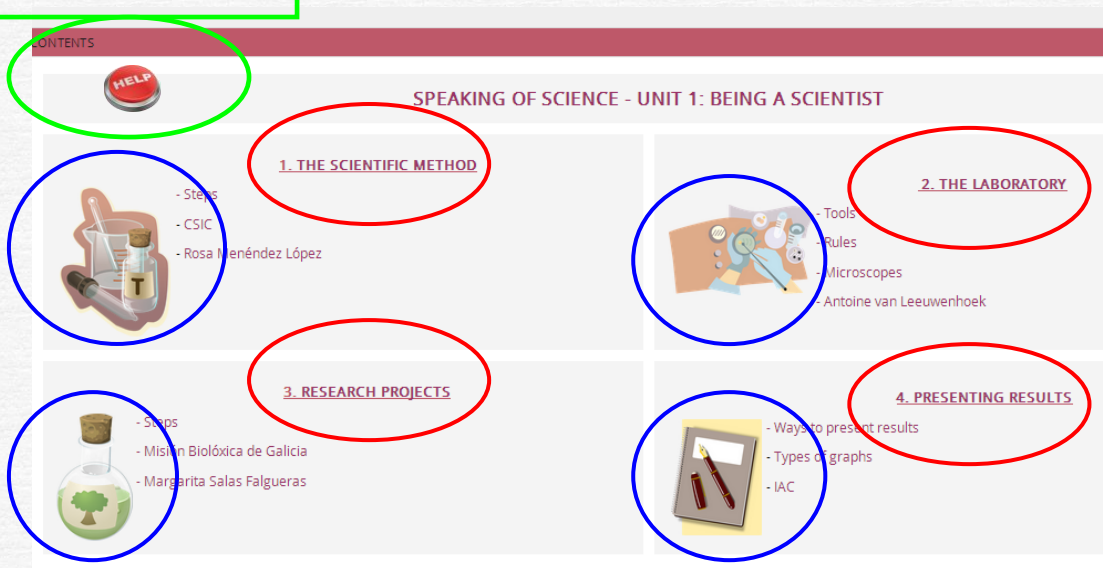 CONTENTS
HELP
SPEAKING OF SCIENCE - UNIT 1: BEING A SCIENTIST
1. THE SCIENTIFIC METHOD
- Steps
- CSIC
- Rosa Menéndez López
T
2. THE LABORATORY
- Tools
- Rules
- Microscopes
- Antoine van Leeuwenhoek
3. RESEARCH PROJECTS
- Steps
- Misión Biolóxica de Galicia
- Margarita Salas Falgueras
4. PRESENTING RESULTS
- Ways to present results
- Types of graphs
- IAC